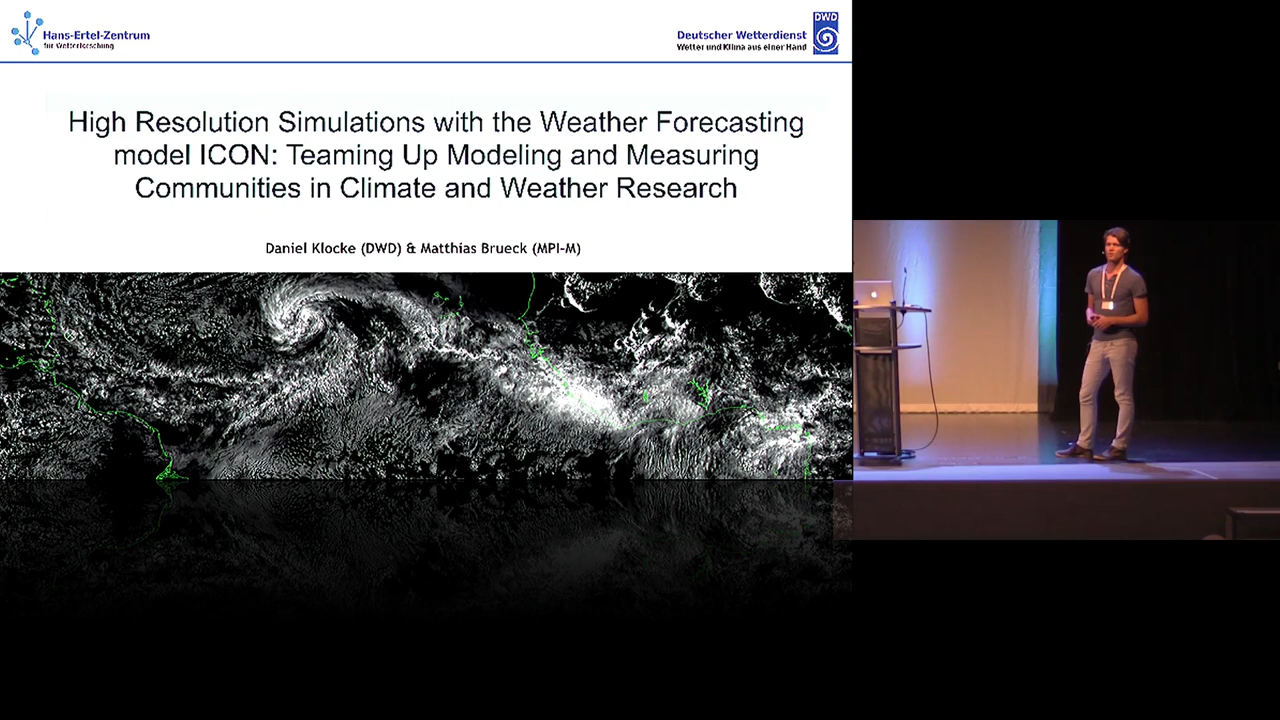 Hans-Ertel-Zentrum
für Wetterforschung
Deutscher Wetterdienst
Wetter und Klima aus einer Hand
DWD
High Resolution Simulations with the Weather Forecasting
model ICON: Teaming Up Modeling and Measuring
Communities in Climate and Weather Research
Daniel Klocke (DWD) & Matthias Brueck (MPI-M)